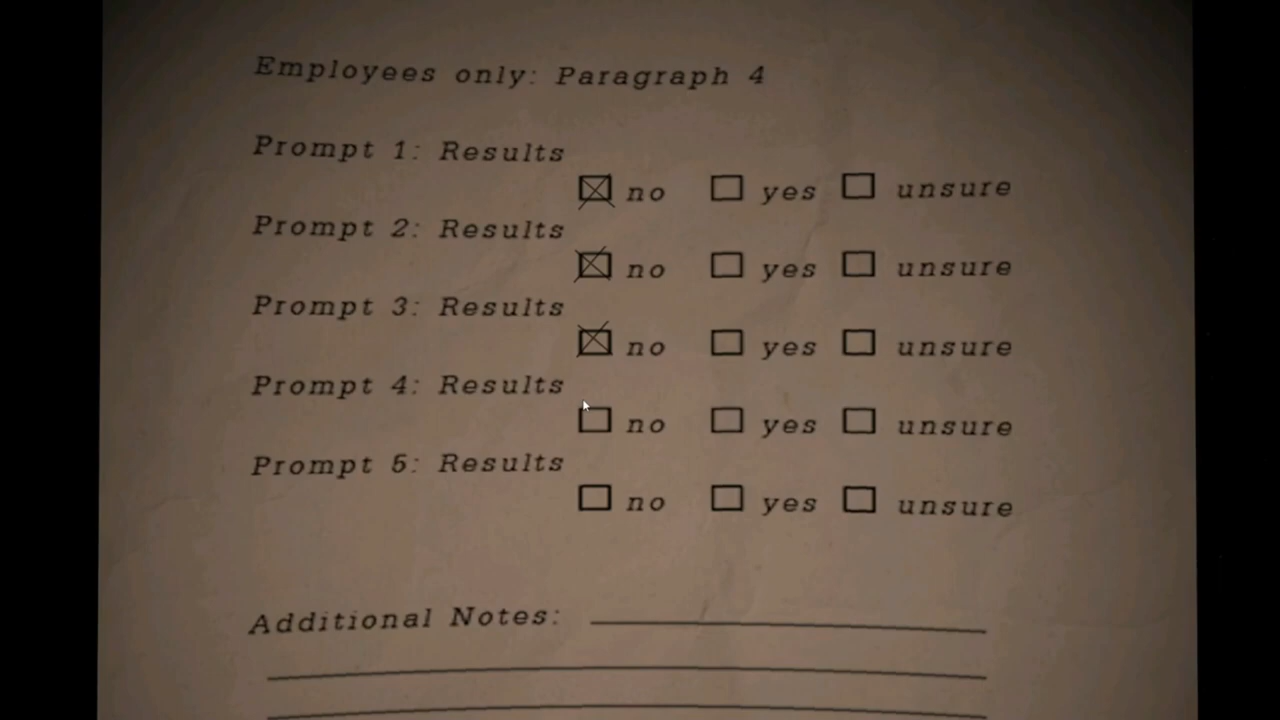 Employees only: Paragraph 4
Prompt 1: Results
no yes unsure
Prompt 2: Results
no yes unsure
Prompt 3: Results
no yes unsure
Prompt 4: Results
no yes unsure
Prompt 5: Results
no yes unsure
Additional Notes: